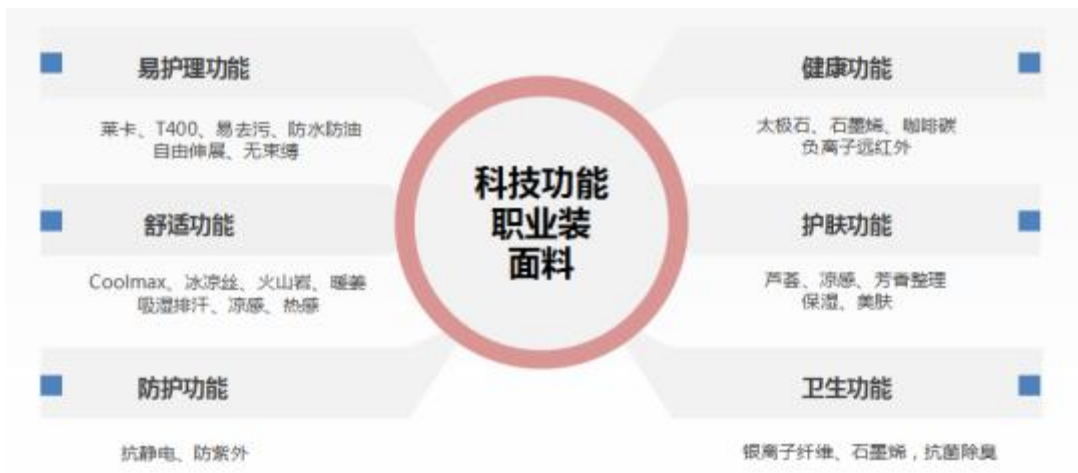 易护理功能
莱卡、T400、易去污、防水防油
自由伸展、无束缚
舒适功能
Coolmax、冰凉丝、火山岩、暖姜
吸湿排汗、凉感、热感
防护功能
抗静电、防紫外
科技功能
职业装
面料
健康功能
太极石、石墨烯、咖啡碳
负离子远红外
护肤功能
芦荟、凉感、芳香整理
保湿、美肤
卫生功能
银离子纤维、石墨烯，抗菌除臭